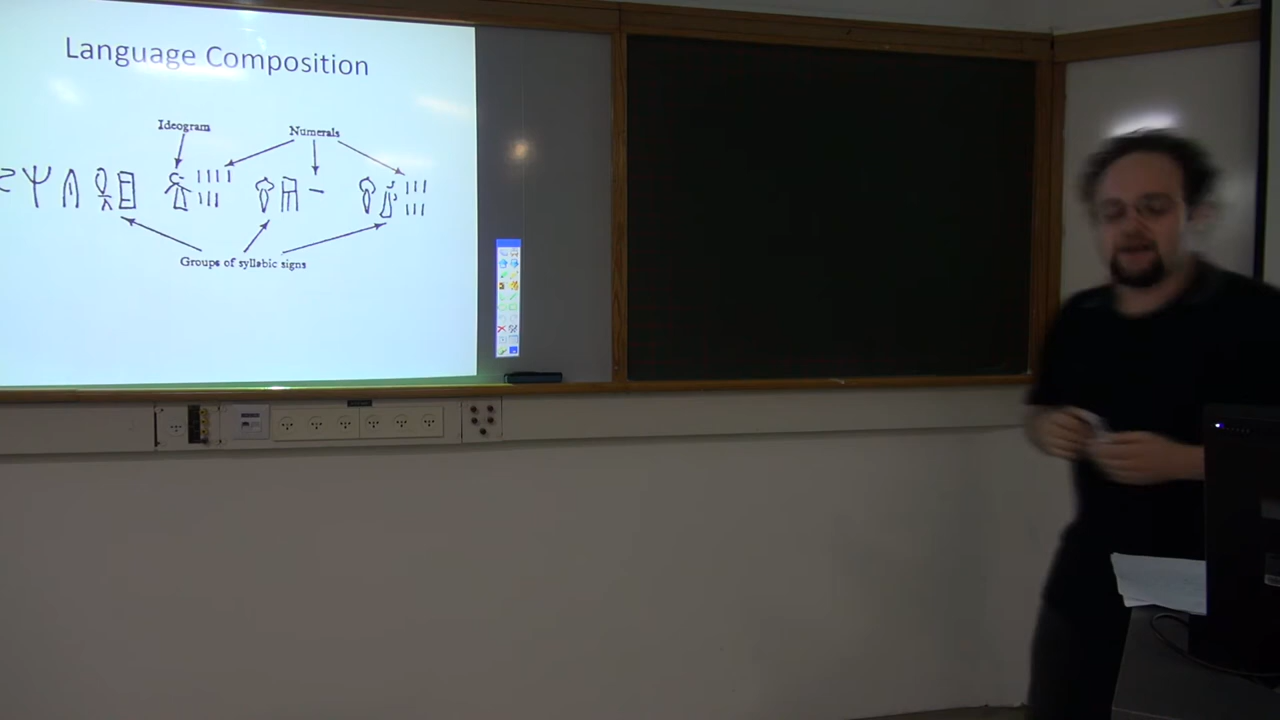 Language Composition
Ideogram
Numerals
Groups of syllabic signs